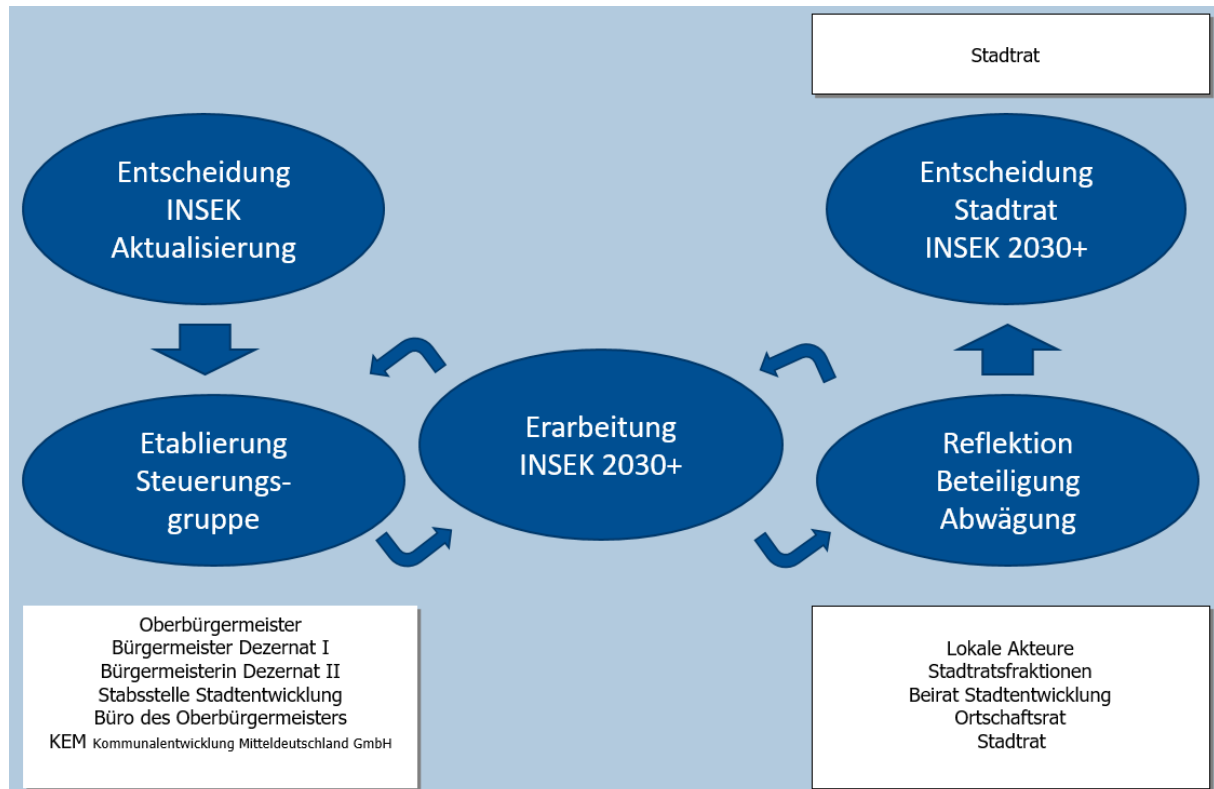 Stadtrat
Entscheidung
INSEK
Aktualisierung
Entscheidung
Stadtrat
INSEK 2030+
Etablierung
Steuerungs-
gruppe
Erarbeitung
INSEK 2030+
Reflektion
Beteiligung
Abwägung
Oberbürgermeister
Bürgermeister Dezernat I
Bürgermeisterin Dezernat II
Stabsstelle Stadtentwicklung
Büro des Oberbürgermeisters
KEM Kommunalentwicklung Mitteldeutschland GmbH
Lokale Akteure
Stadtratsfraktionen
Beirat Stadtentwicklung
Ortschaftsrat
Stadtrat